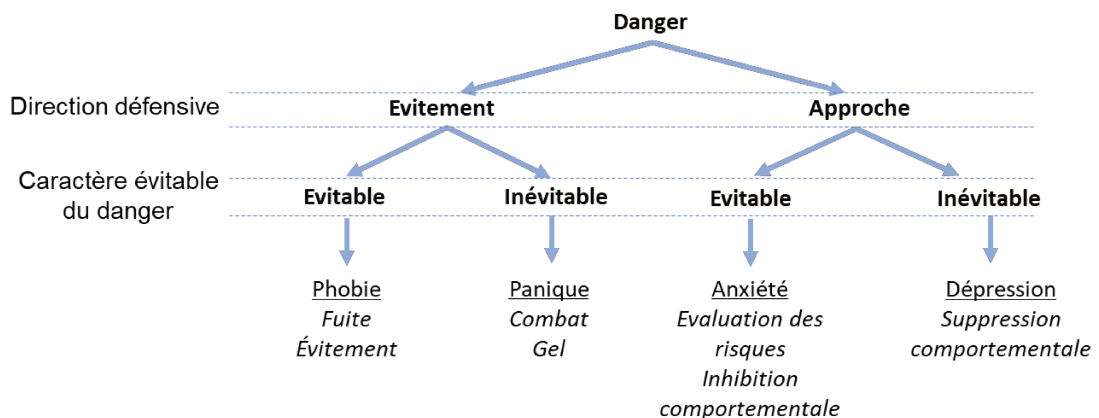 Danger
Direction défensive
Evitement
Approche
Caractère évitable
du danger
Evitable
Inévitable
Evitable
Inévitable
Phobie
Fuite
Évitement
Panique
Combat
Gel
Anxiété
Evaluation des
risques
Inhibition
comportementale
Dépression
Suppression
comportementale